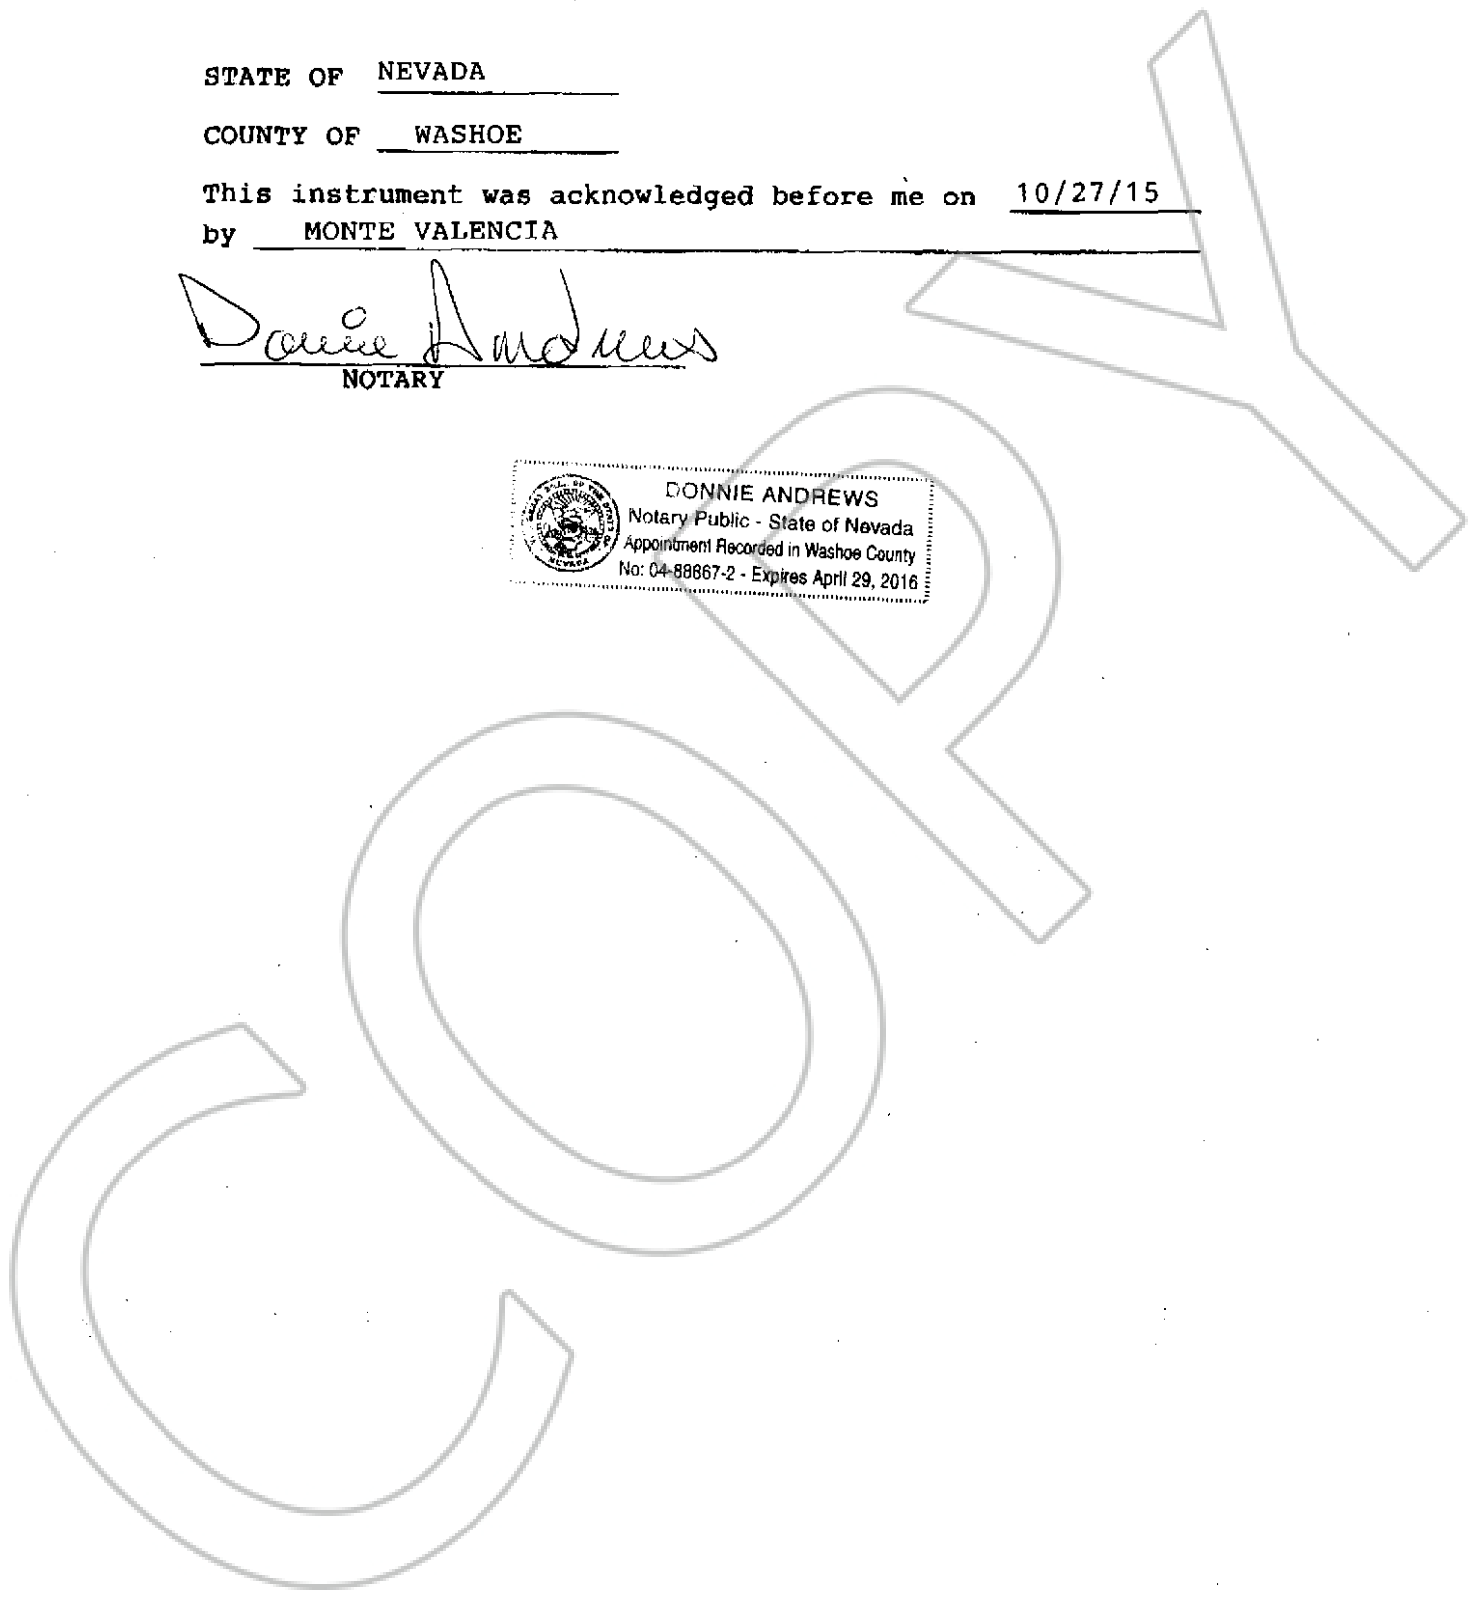 STATE OF NEVADA
COUNTY OF WASHOE
This instrument was acknowledged before me on 10/27/15
by MONTE VALENCIA
Donnie Andrews
NOTARY
DONNIE ANDREWS
Notary Public - State of Nevada
Appointment Recorded in Washoe County
No: 04-88667-2 - Expires April 29, 2016
COPY